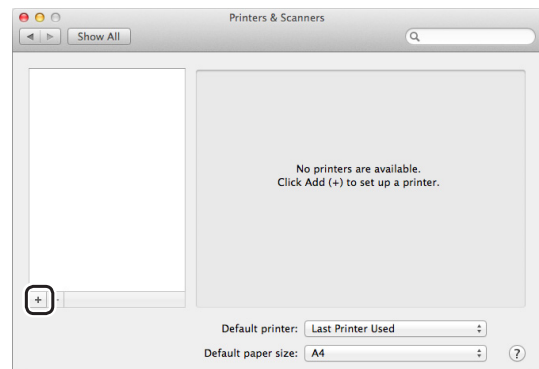 Printers & Scanners
Show All
No printers are available.
Click Add (+) to set up a printer.
+ -
Default printer: Last Printer Used
Default paper size: A4 ?